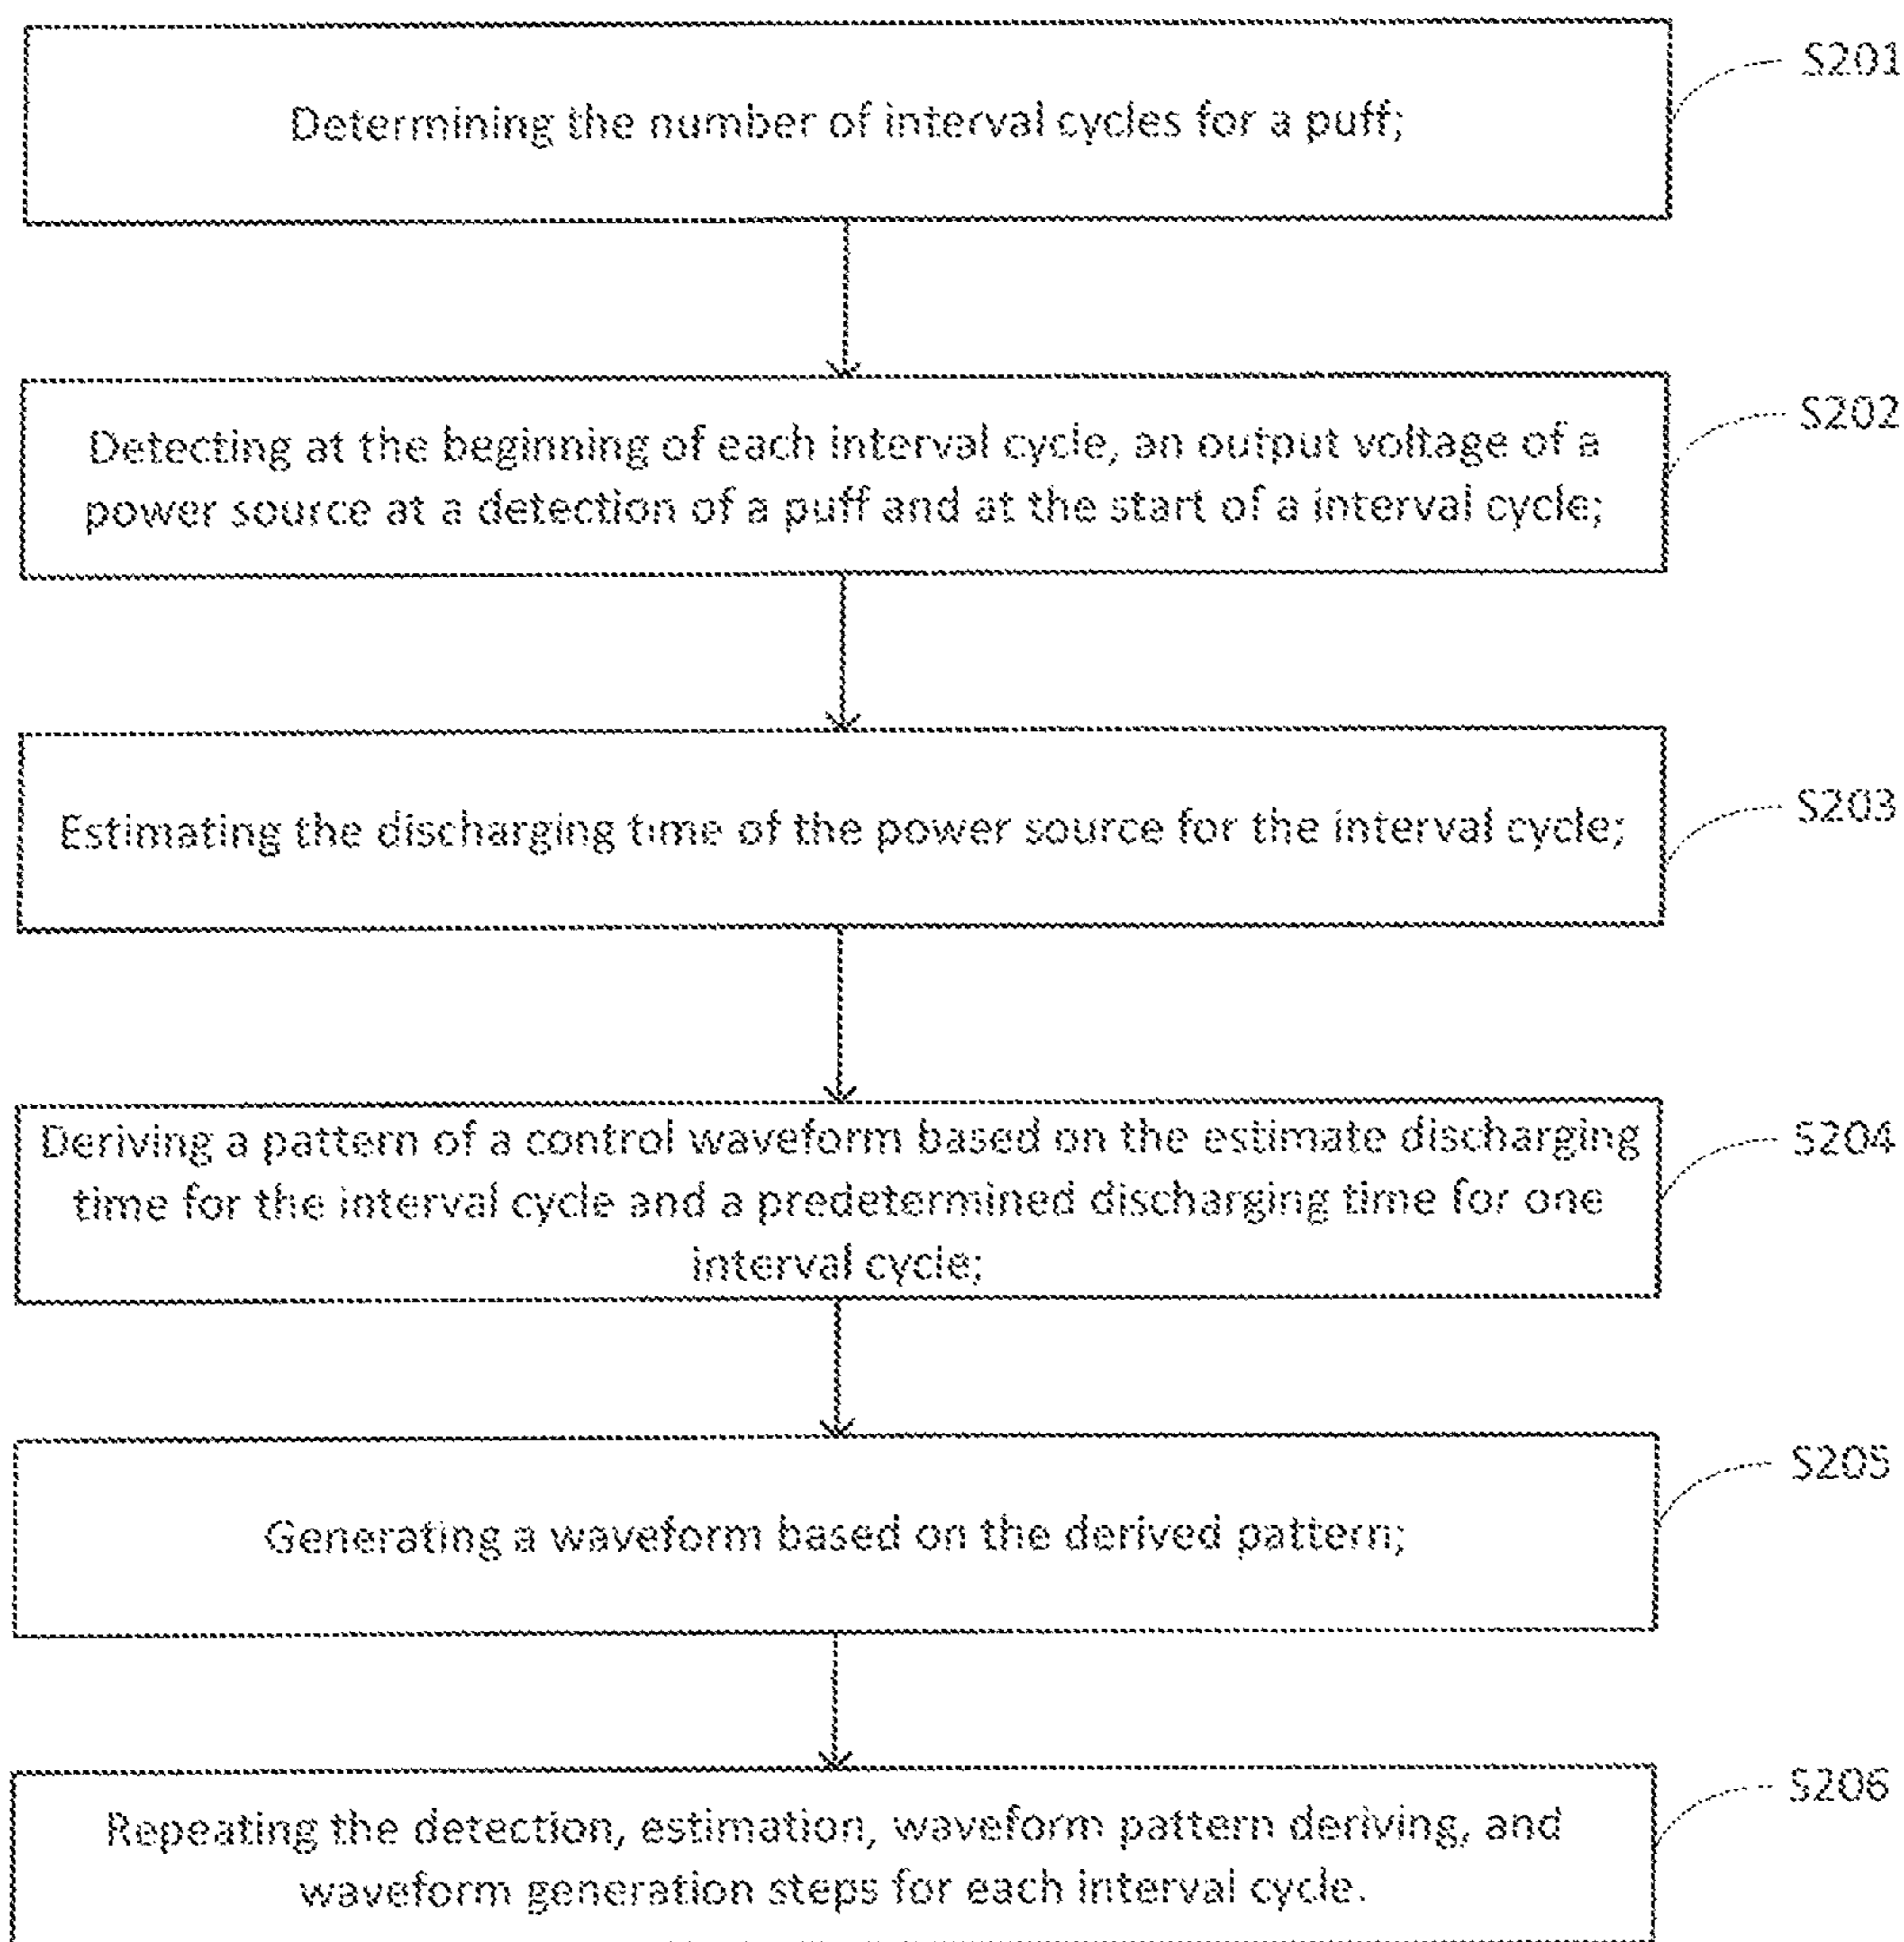 S201
Determining the number of interval cycles for a puff;
S202
Detecting at the beginning of each interval cycle, an output voltage of a
power source at a detection of a puff and at the start of a interval cycle;
S203
Estimating the discharging time of the power source for the interval cycle;
S204
Deriving a pattern of a control waveform based on the estimate discharging
time for the interval cycle and a predetermined discharging time for one
interval cycle;
S205
Generating a waveform based on the derived pattern;
S206
Repeating the detection, estimation, waveform pattern deriving, and
waveform generation steps for each interval cycle.